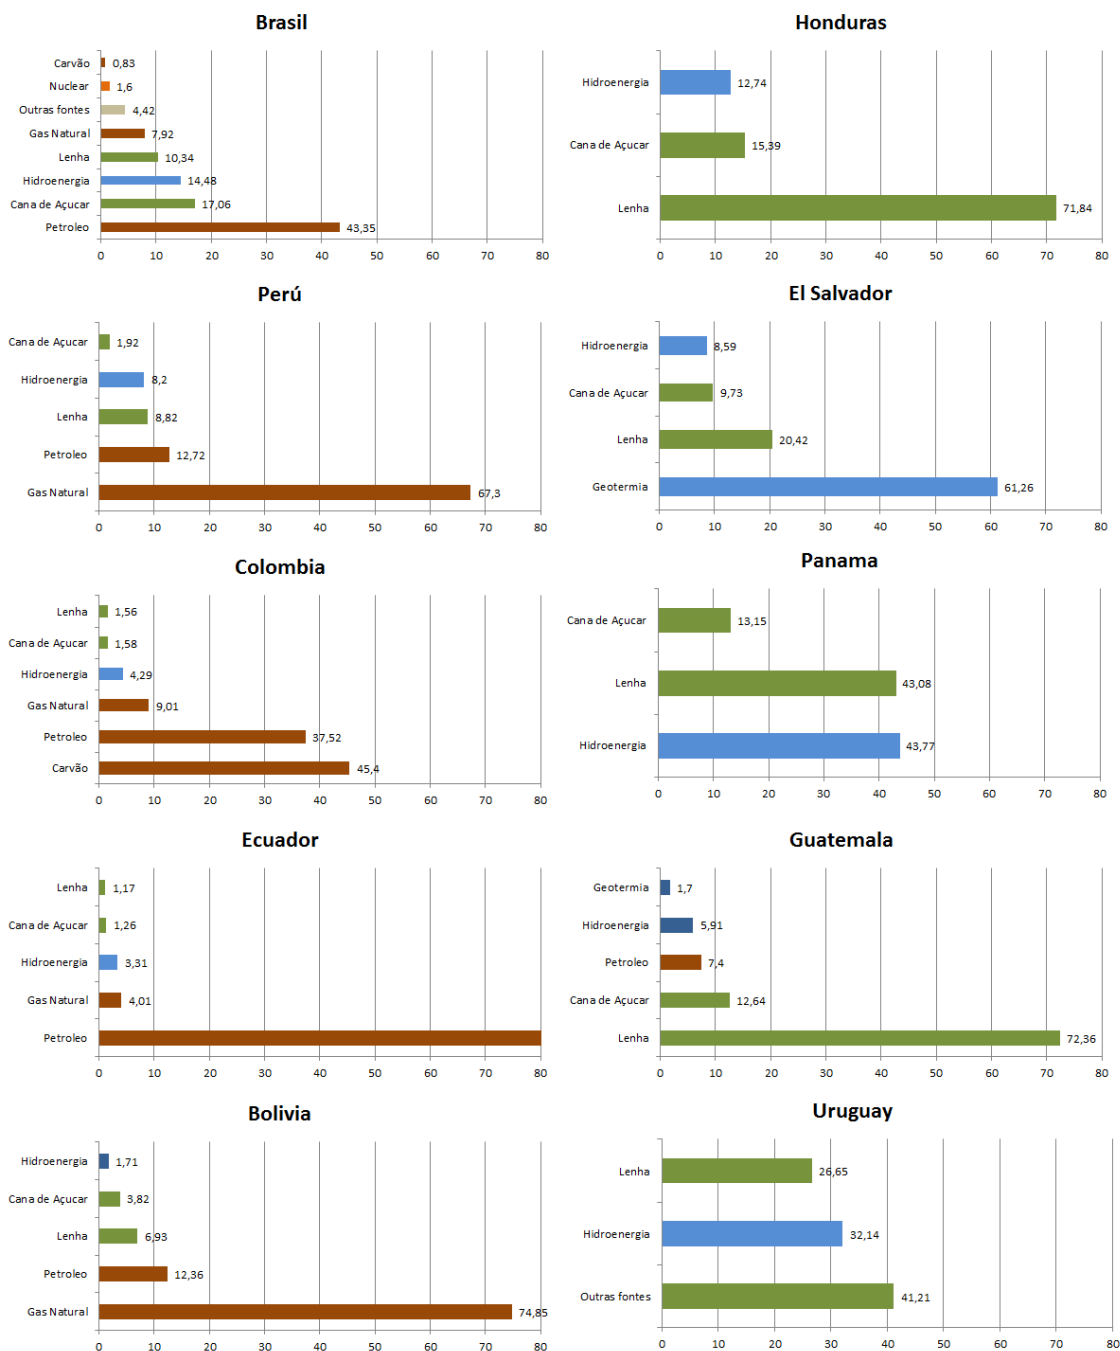 Brasil
Carvão 0,83
Nuclear 1,6
Outras fontes 4,42
Gas Natural 7,92
Lenha 10,34
Hidroenergia 14,48
Cana de Açucar 17,06
Petroleo 43,35
0 10 20 30 40 50 60 70 80
Honduras
Hidroenergia 12,74
Cana de Açucar 15,39
Lenha 71,84
0 10 20 30 40 50 60 70 80
Perú
Cana de Açucar 1,92
Hidroenergia 8,2
Lenha 8,82
Petroleo 12,72
Gas Natural 67,3
0 10 20 30 40 50 60 70 80
El Salvador
Hidroenergia 8,59
Cana de Açucar 9,73
Lenha 20,42
Geotermia 61,26
0 10 20 30 40 50 60 70 80
Colombia
Lenha 1,56
Cana de Açucar 1,58
Hidroenergia 4,29
Gas Natural 9,01
Petroleo 37,52
Carvão 45,4
0 10 20 30 40 50 60 70 80
Panama
Cana de Açucar 13,15
Lenha 43,08
Hidroenergia 43,77
0 10 20 30 40 50 60 70 80
Ecuador
Lenha 1,17
Cana de Açucar 1,26
Hidroenergia 3,31
Gas Natural 4,01
Petroleo
0 10 20 30 40 50 60 70 80
Guatemala
Geotermia 1,7
Hidroenergia 5,91
Petroleo 7,4
Cana de Açucar 12,64
Lenha 72,36
0 10 20 30 40 50 60 70 80
Bolivia
Hidroenergia 1,71
Cana de Açucar 3,82
Lenha 6,93
Petroleo 12,36
Gas Natural 74,85
0 10 20 30 40 50 60 70 80
Uruguay
Lenha 26,65
Hidroenergia 32,14
Outras fontes 41,21
0 10 20 30 40 50 60 70 80